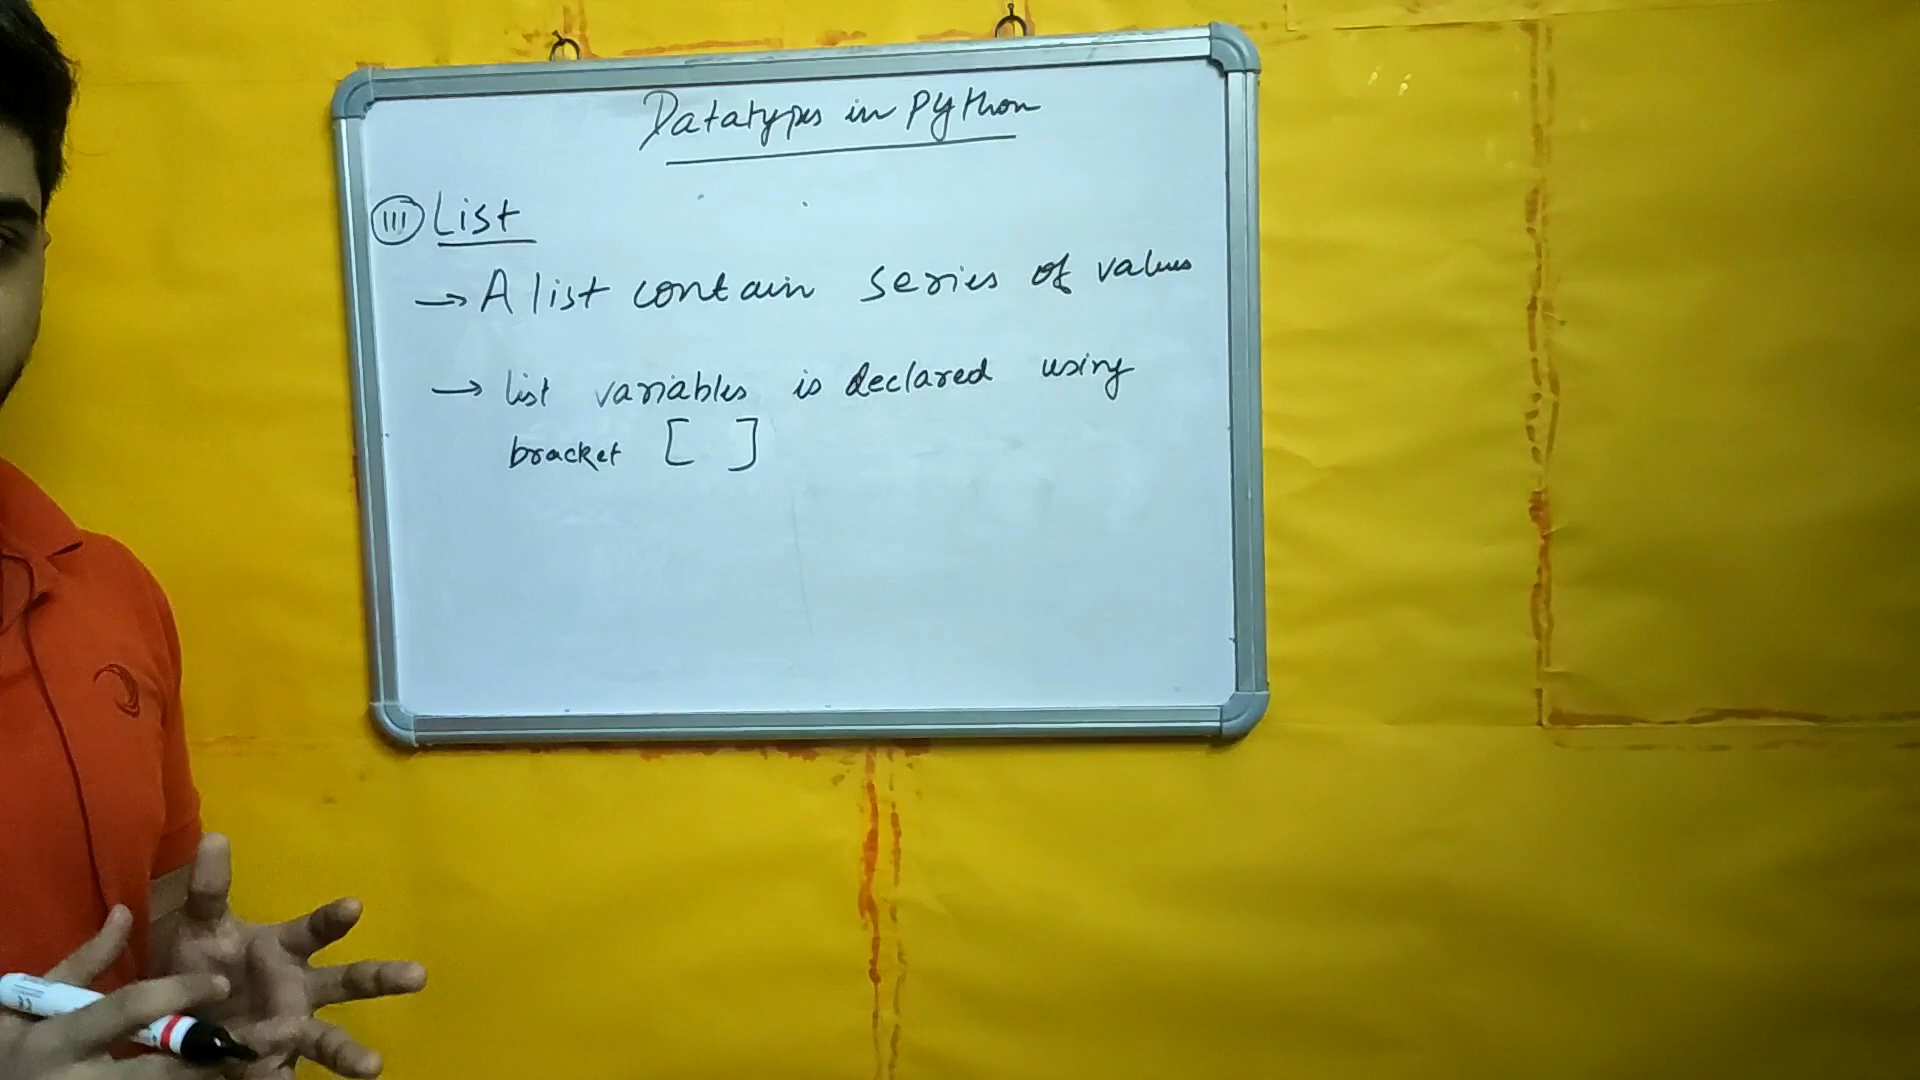 Datatypes in Python
III List
→ A list contain series of values
→ list variables is declared using
bracket [ ]